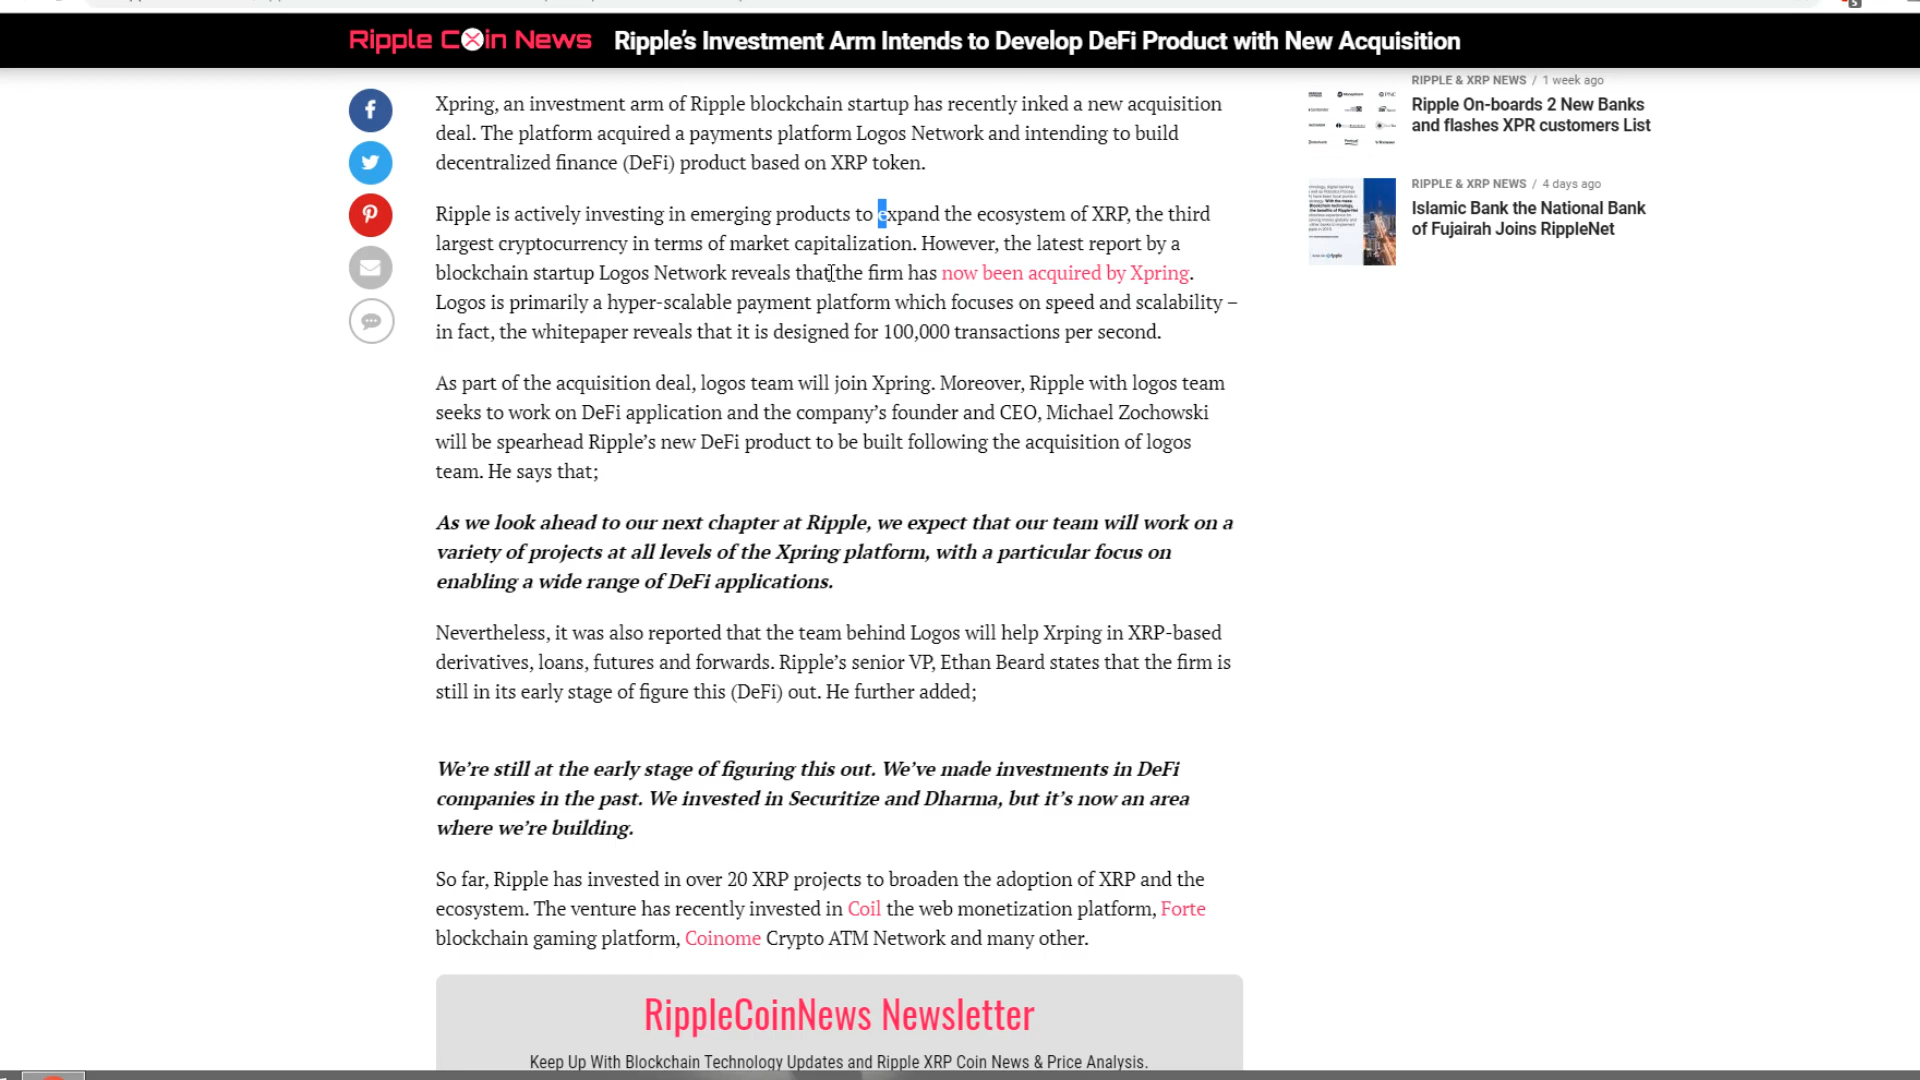 Ripple Coin News
Ripple's Investment Arm Intends to Develop DeFi Product with New Acquisition
Xpring, an investment arm of Ripple blockchain startup has recently inked a new acquisition
deal. The platform acquired a payments platform Logos Network and intending to build
decentralized finance (DeFi) product based on XRP token.
Ripple is actively investing in emerging products to expand the ecosystem of XRP, the third
largest cryptocurrency in terms of market capitalization. However, the latest report by a
blockchain startup Logos Network reveals that the firm has now been acquired by Xpring.
Logos is primarily a hyper-scalable payment platform which focuses on speed and scalability –
in fact, the whitepaper reveals that it is designed for 100,000 transactions per second.
As part of the acquisition deal, logos team will join Xpring. Moreover, Ripple with logos team
seeks to work on DeFi application and the company's founder and CEO, Michael Zochowski
will be spearhead Ripple's new DeFi product to be built following the acquisition of logos
team. He says that;
As we look ahead to our next chapter at Ripple, we expect that our team will work on a
variety of projects at all levels of the Xpring platform, with a particular focus on
enabling a wide range of DeFi applications.
Nevertheless, it was also reported that the team behind Logos will help Xrping in XRP-based
derivatives, loans, futures and forwards. Ripple's senior VP, Ethan Beard states that the firm is
still in its early stage of figure this (DeFi) out. He further added;
We're still at the early stage of figuring this out. We've made investments in DeFi
companies in the past. We invested in Securitize and Dharma, but it's now an area
where we're building.
So far, Ripple has invested in over 20 XRP projects to broaden the adoption of XRP and the
ecosystem. The venture has recently invested in Coil the web monetization platform, Forte
blockchain gaming platform, Coinome Crypto ATM Network and many other.
RippleCoinNews Newsletter
Keep Up With Blockchain Technology Updates and Ripple XRP Coin News & Price Analysis.
RIPPLE & XRP NEWS / 1 week ago
Ripple On-boards 2 New Banks
and flashes XPR customers List
RIPPLE & XRP NEWS / 4 days ago
Islamic Bank the National Bank
of Fujairah Joins RippleNet